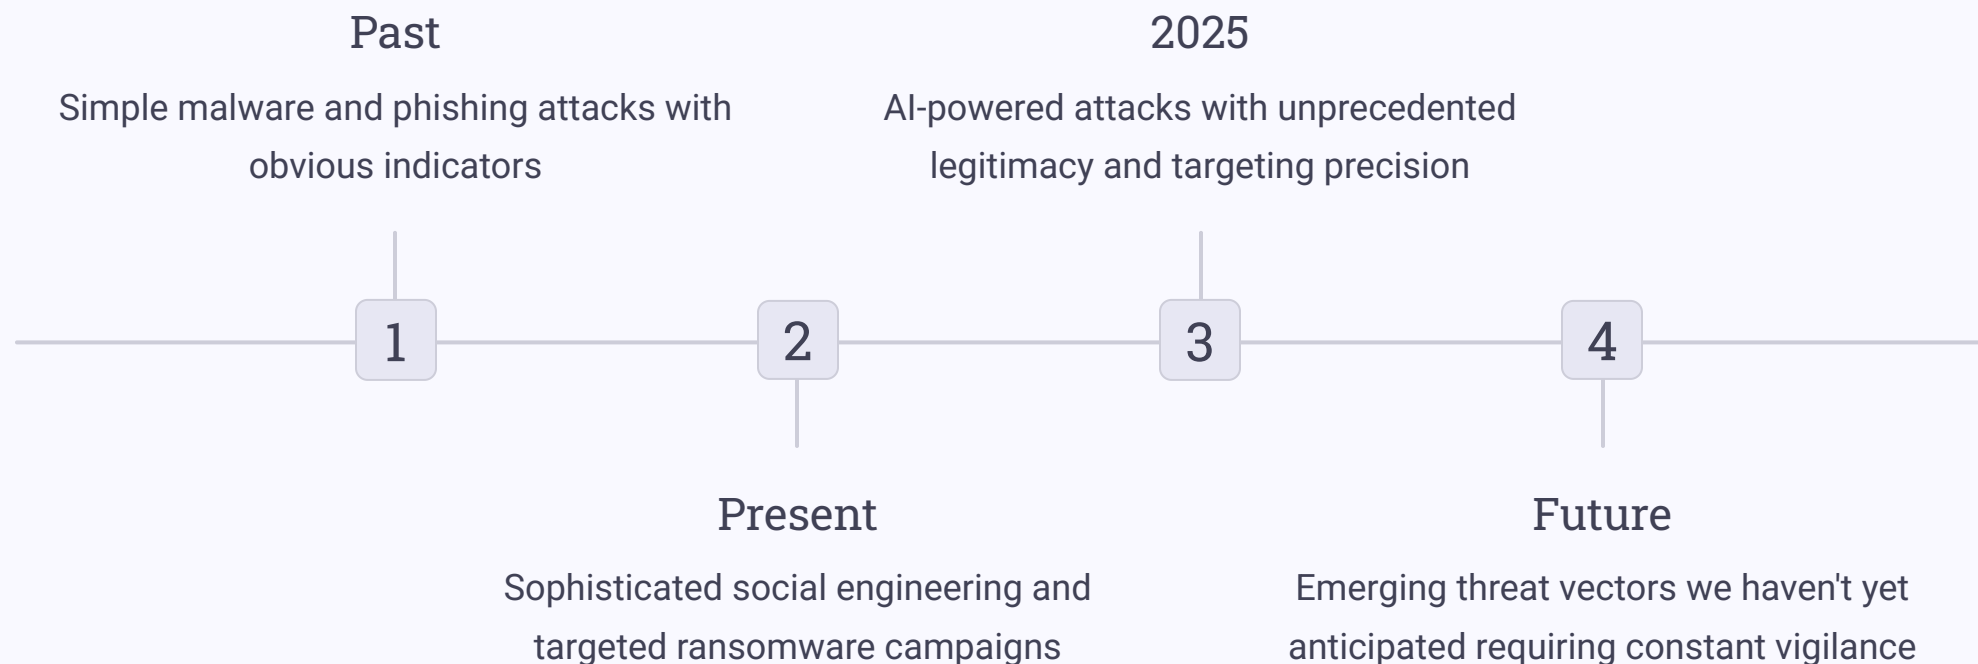 Past
Simple malware and phishing attacks with
obvious indicators
2025
AI-powered attacks with unprecedented
legitimacy and targeting precision
1
2
3
4
Present
Sophisticated social engineering and
targeted ransomware campaigns
Future
Emerging threat vectors we haven't yet
anticipated requiring constant vigilance